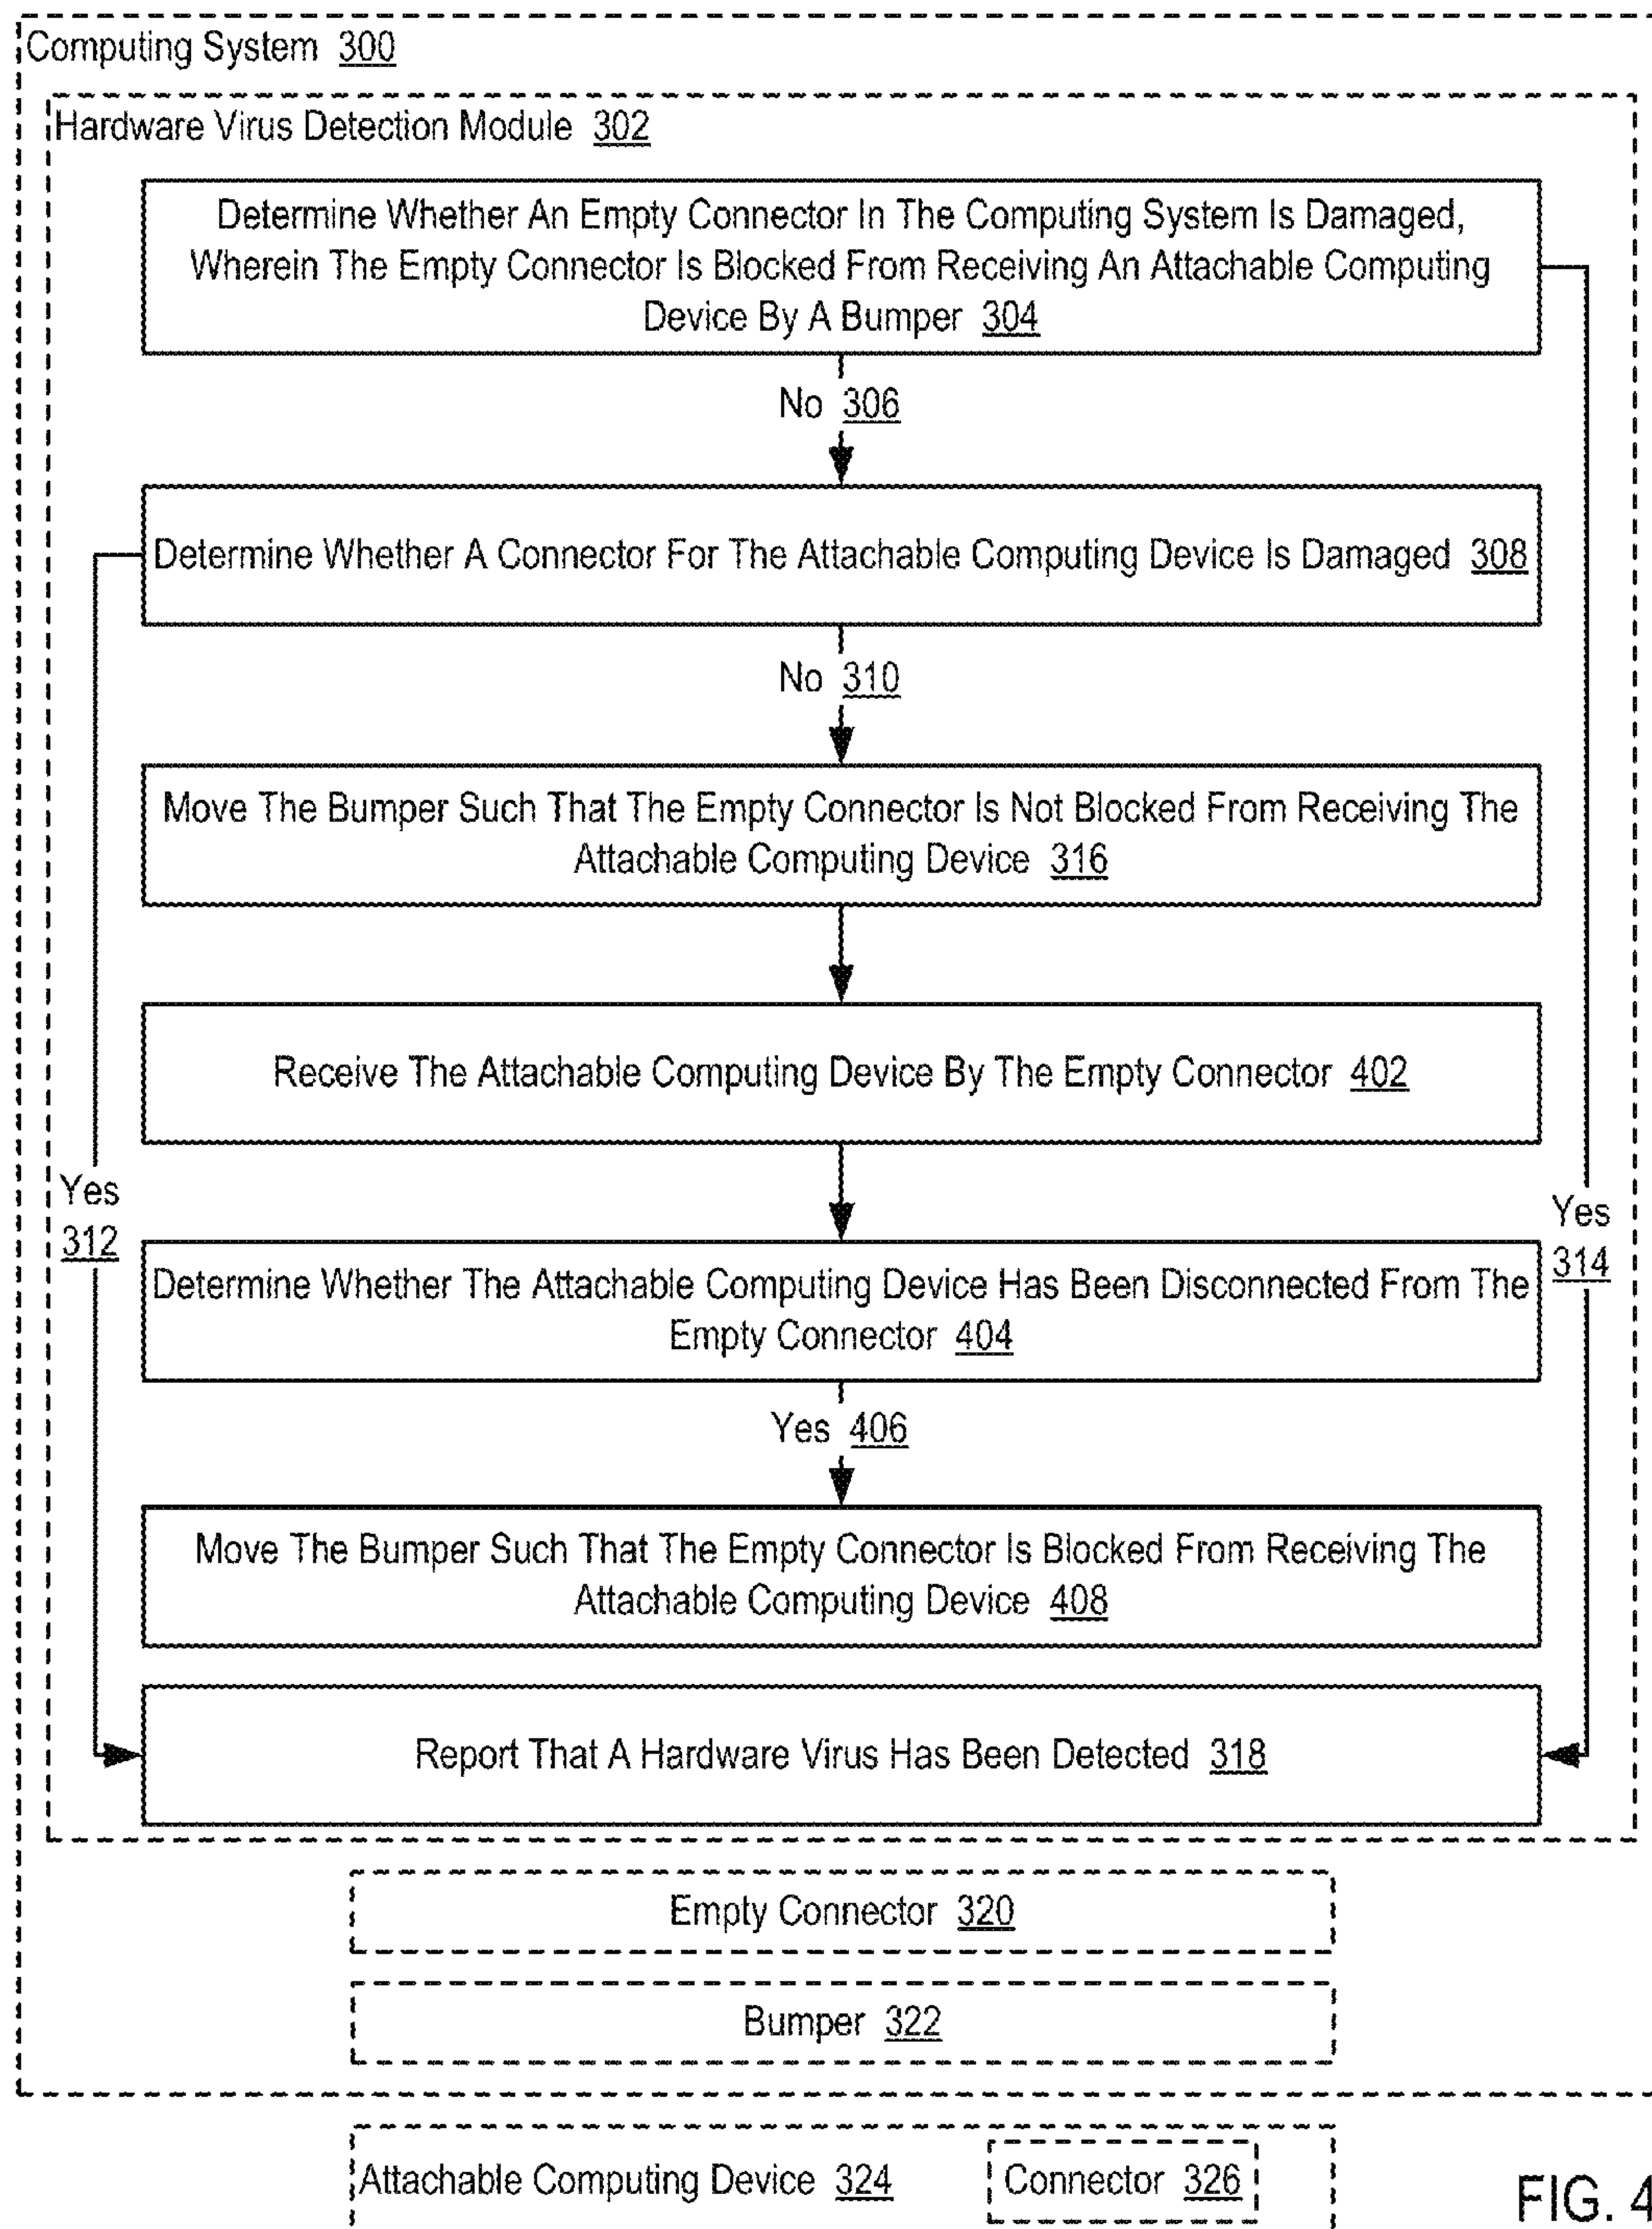 Computing System 300
Hardware Virus Detection Module 302
Determine Whether An Empty Connector In The Computing System Is Damaged,
Wherein The Empty Connector Is Blocked From Receiving An Attachable Computing
Device By A Bumper 304
No 306
Determine Whether A Connector For The Attachable Computing Device Is Damaged 308
No 310
Move The Bumper Such That The Empty Connector Is Not Blocked From Receiving The
Attachable Computing Device 316
Receive The Attachable Computing Device By The Empty Connector 402
Yes
312
Yes
314
Determine Whether The Attachable Computing Device Has Been Disconnected From The
Empty Connector 404
Yes 406
Move The Bumper Such That The Empty Connector Is Blocked From Receiving The
Attachable Computing Device 408
Report That A Hardware Virus Has Been Detected 318
Empty Connector 320
Bumper 322
Attachable Computing Device 324
Connector 326
FIG. 4